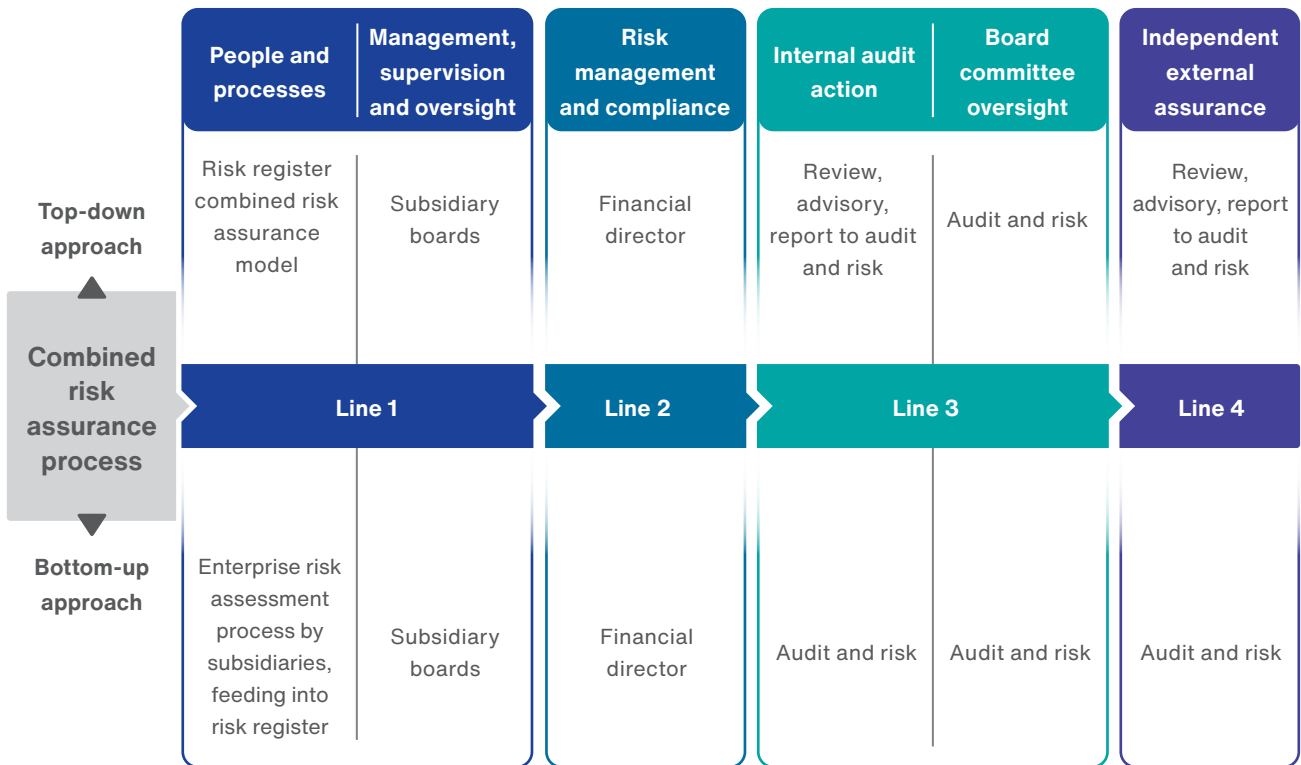 People and
processes
Management,
supervision
and oversight
Risk
management
and compliance
Internal audit
action
Board
committee
oversight
Independent
external
assurance
Top-down
approach
Risk register
combined risk
assurance
model
Subsidiary
boards
Financial
director
Review,
advisory,
report to audit
and risk
Audit and risk
Review,
advisory, report
to audit
and risk
Combined
risk
assurance
process
Line 1
Line 2
Line 3
Line 4
Bottom-up
approach
Enterprise risk
assessment
process by
subsidiaries,
feeding into
risk register
Subsidiary
boards
Financial
director
Audit and risk
Audit and risk
Audit and risk